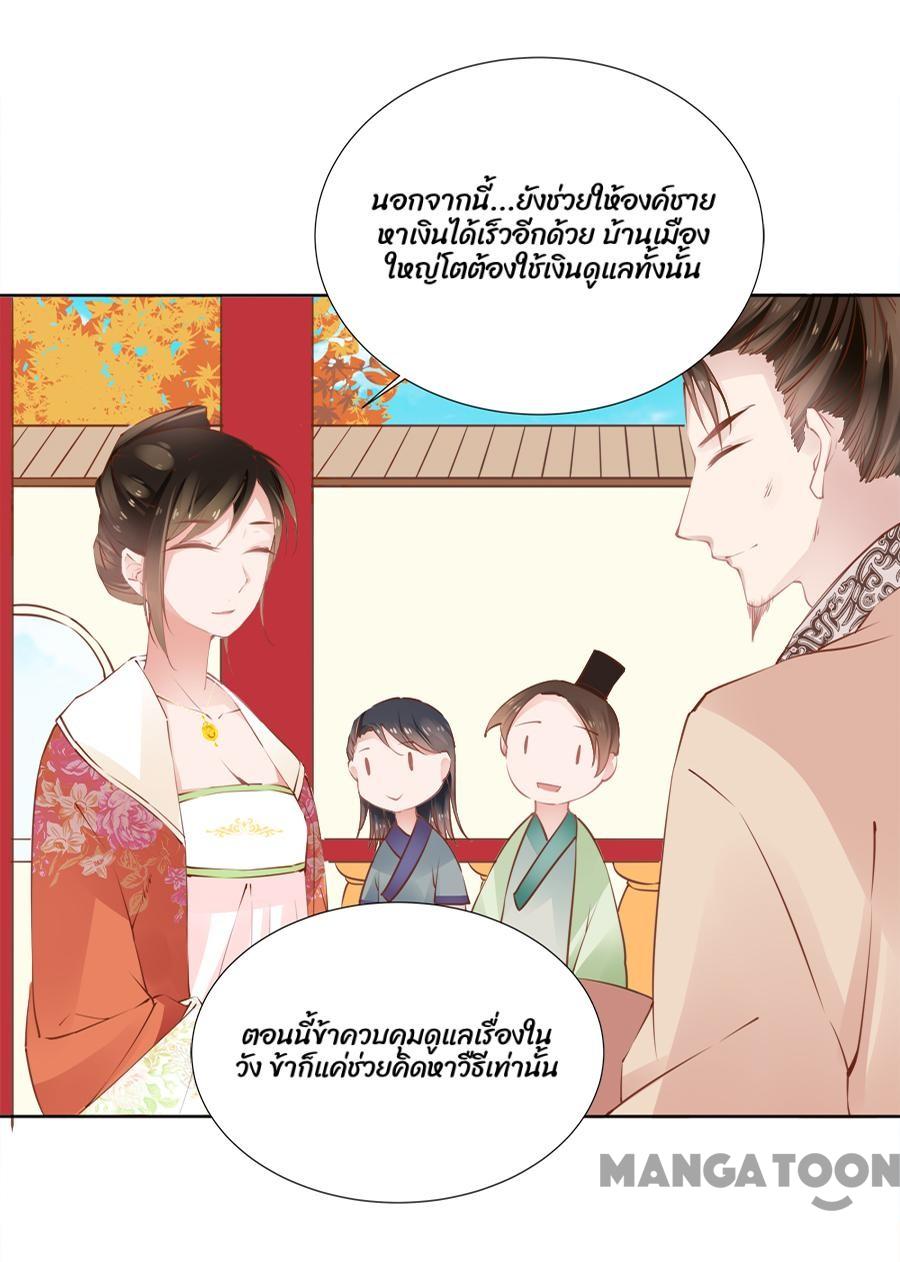 นอกจากนี้...ยังช่วยให้องค์ชาย
หาเงินได้เร็วอีกด้วย บ้านเมือง
ใหญ่โตต้องใช้เงินดูแลทั้งนั้น
ตอนนี้ข้าควบคุมดูแลเรื่องใน
วัง ข้าก็แค่ช่วยคิดหาวิธีเท่านั้น
MANGATOON